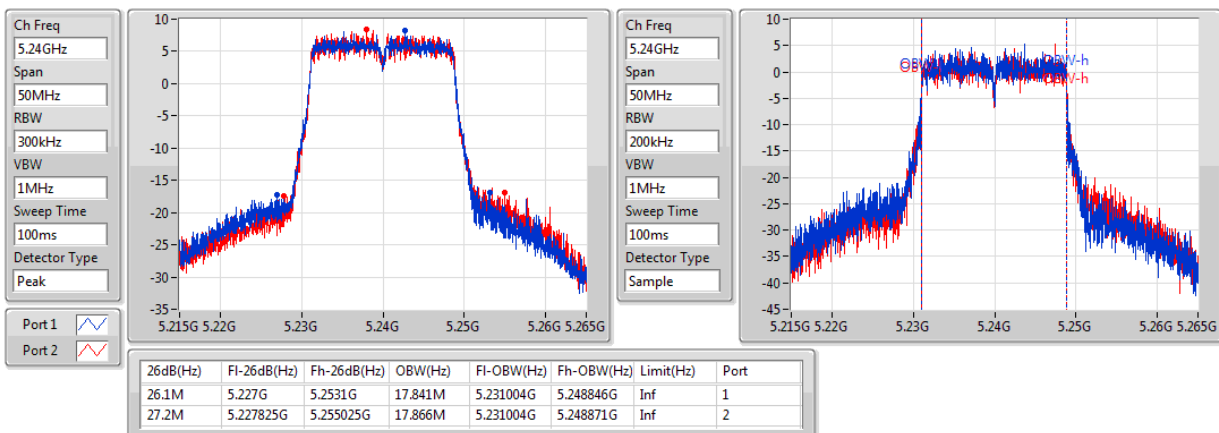 Ch Freq
5.24GHz
Span
50MHz
RBW
300kHz
VBW
1MHz
Sweep Time
100ms
Detector Type
Peak
Port 1
Port 2
10
5
0
-5
-10
-15
-20
-25
-30
-35
5.215G 5.22G 5.23G 5.24G 5.25G 5.26G 5.265G
Ch Freq
5.24GHz
Span
50MHz
RBW
200kHz
VBW
1MHz
Sweep Time
100ms
Detector Type
Sample
10
5
0
-5
-10
-15
-20
-25
-30
-35
-40
-45
5.215G 5.22G 5.23G 5.24G 5.25G 5.26G 5.265G
26dB(Hz) Fl-26dB(Hz) Fh-26dB(Hz) OBW(Hz) Fl-OBW(Hz) Fh-OBW(Hz) Limit(Hz) Port
26.1M 5.227G 5.2531G 17.841M 5.231004G 5.248846G Inf 1
27.2M 5.227825G 5.255025G 17.866M 5.231004G 5.248871G Inf 2